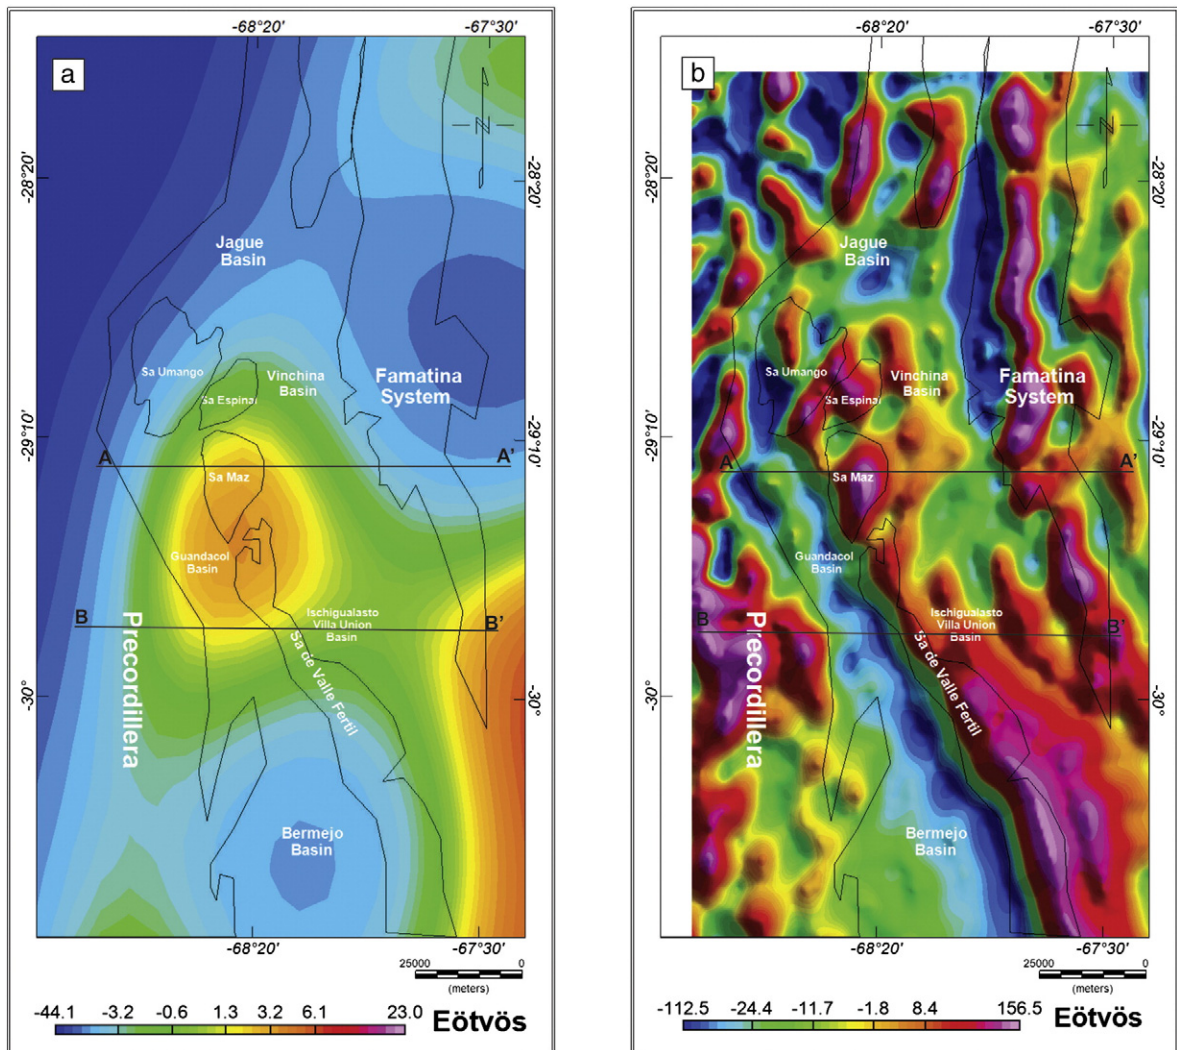 -68°20'
-67°30'
a
N
-28°20'
-28°20'
Jague
Basin
Sa Umango
Vinchina
Basin
Famatina
System
Sa Espinal
-29°10'
-29°10'
A
A'
Sa Maz
Guandacol
Basin
B
B'
Ischigualasto
Villa Union
Basin
Precordillera
Sa de Valle Fertil
-30°
-30°
Bermejo
Basin
-68°20'
-67°30'
25000 0
(meters)
-44.1 -3.2 -0.6 1.3 3.2 6.1 23.0
Eötvös
-68°20'
-67°30'
b
N
-28°20'
-28°20'
Jague
Basin
Sa Umango
Vinchina
Basin
Famatina
System
Sa Espinal
-29°10'
-29°10'
A
A'
Sa Maz
Guandacol
Basin
B
B'
Ischigualasto
Villa Union
Basin
Precordillera
Sa de Valle Fertil
-30°
-30°
Bermejo
Basin
-68°20'
-67°30'
25000 0
(meters)
-112.5 -24.4 -11.7 -1.8 8.4 156.5
Eötvös